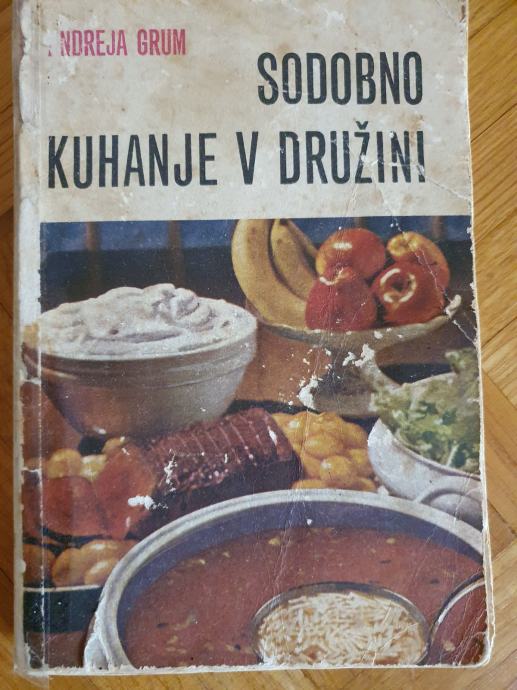 ANDREJA GRUM
SODOBNO
KUHANJE V DRUŽINI